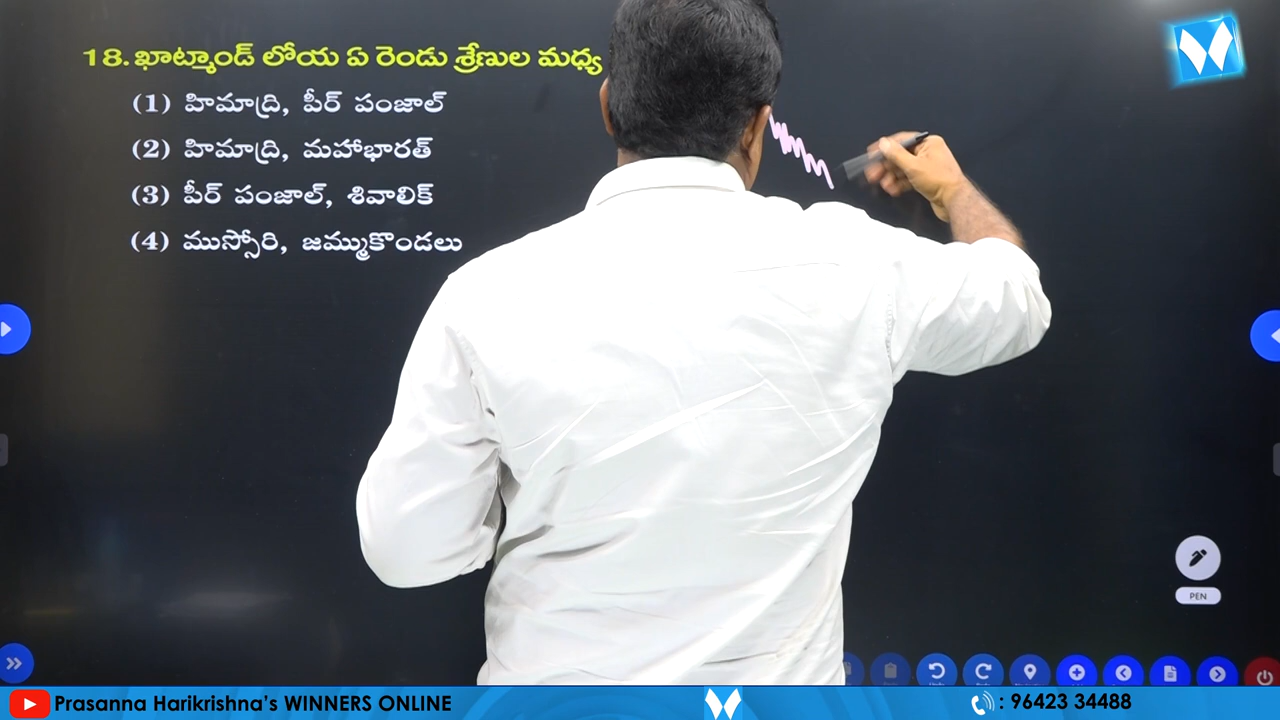 18. ఖాట్మాండ్ లోయ ఏ రెండు శ్రేణుల మధ్య
(1) హిమాద్రి, పీర్ పంజాల్
(2) హిమాద్రి, మహాభారత్
(3) పీర్ పంజాల్, శివాలిక్
(4) ముస్సోరి, జమ్ముకొండలు
PEN
Prasanna Harikrishna's WINNERS ONLINE
: 96423 34488